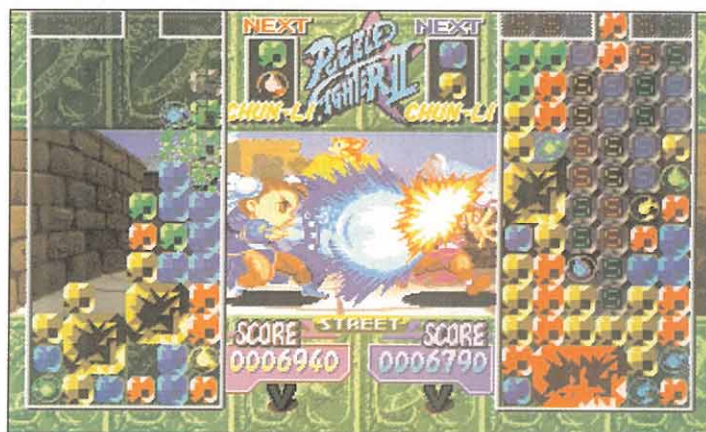 NEXT
NEXT
PUZZLE
FIGHTER II
CHUN-LI
CHUN-LI
STREET
SCORE
SCORE
0006940
0006790